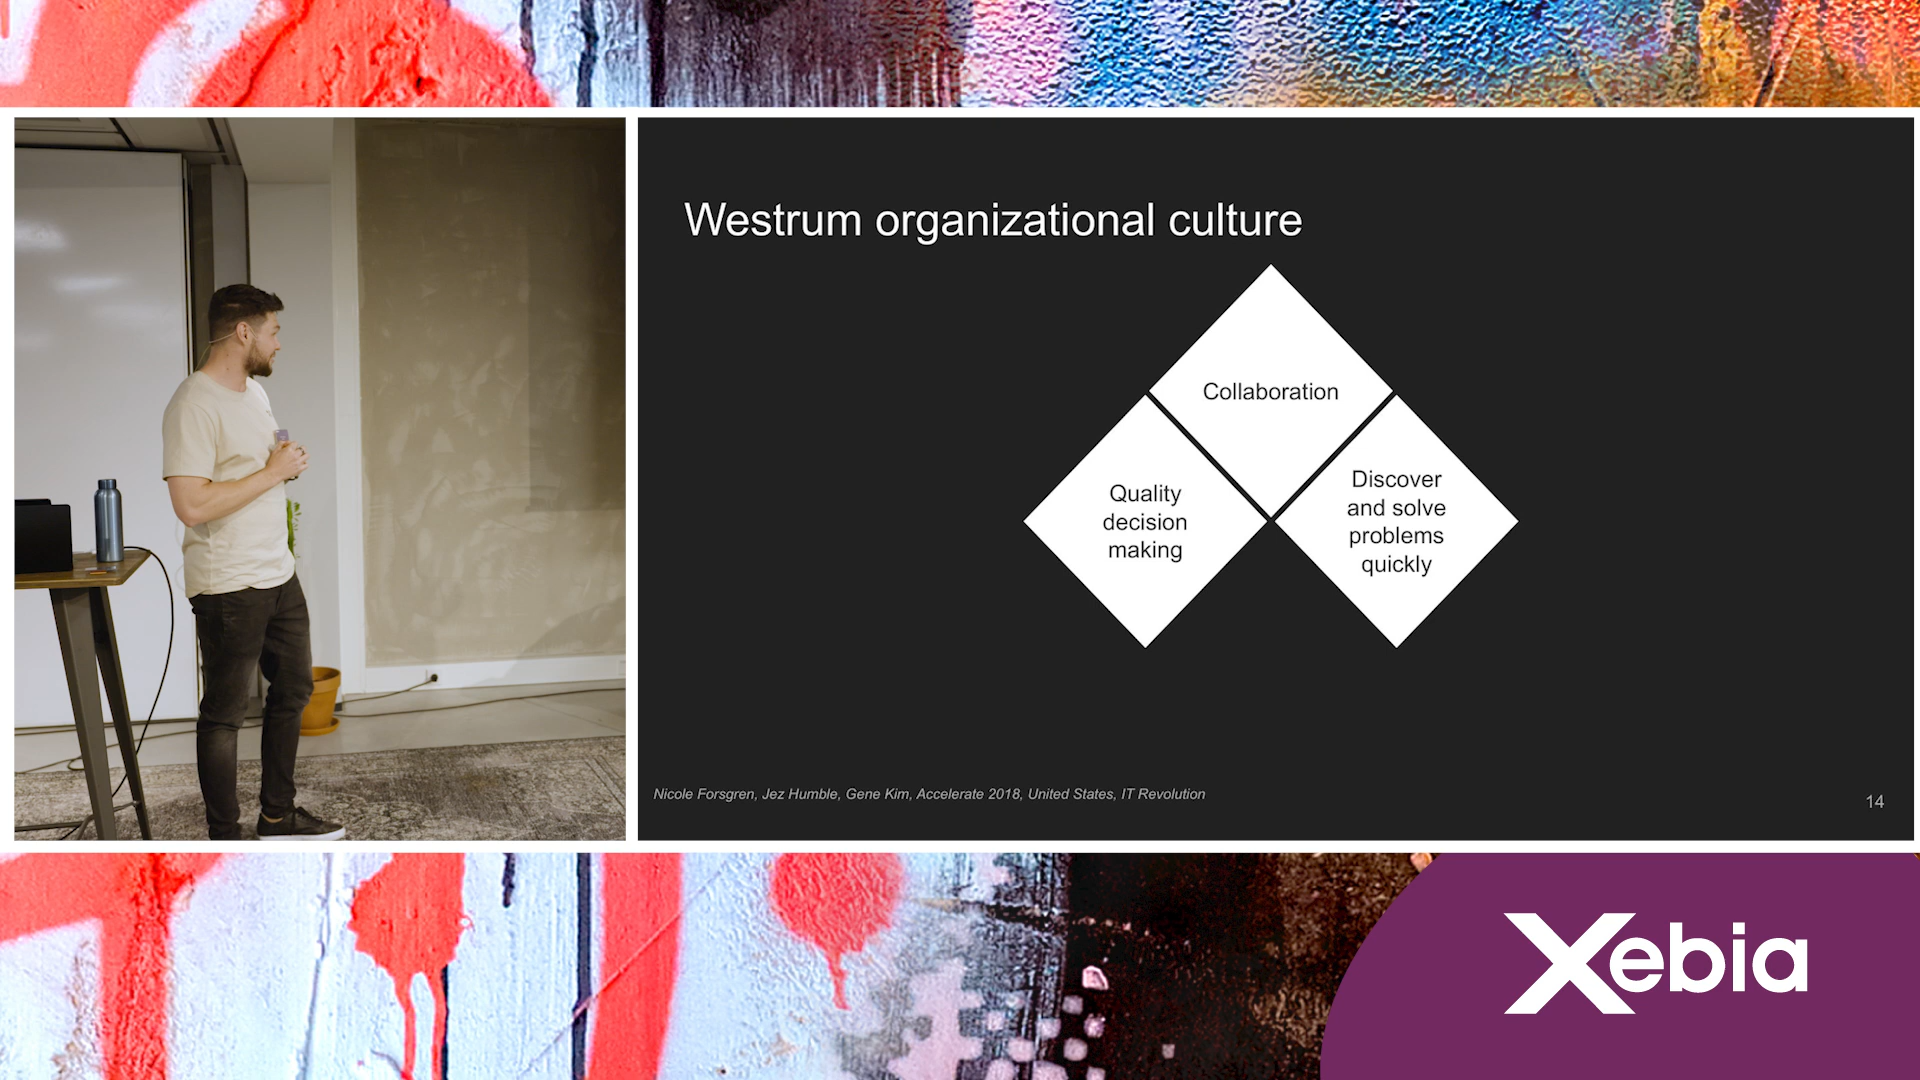 Westrum organizational culture
Collaboration
Quality
decision
making
Discover
and solve
problems
quickly
Nicole Forsgren, Jez Humble, Gene Kim, Accelerate 2018, United States, IT Revolution
14
Xebia